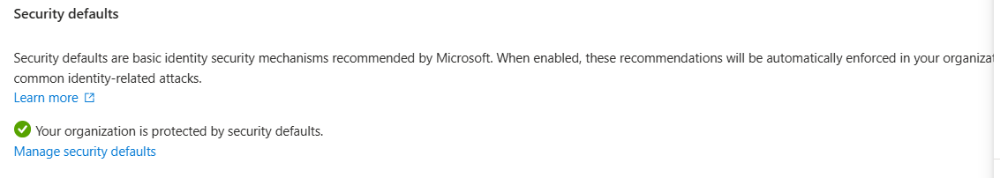 Security defaults
Security defaults are basic identity security mechanisms recommended by Microsoft. When enabled, these recommendations will be automatically enforced in your
common identity-related attacks.
Learn more
Your organization is protected by security defaults.
Manage security defaults